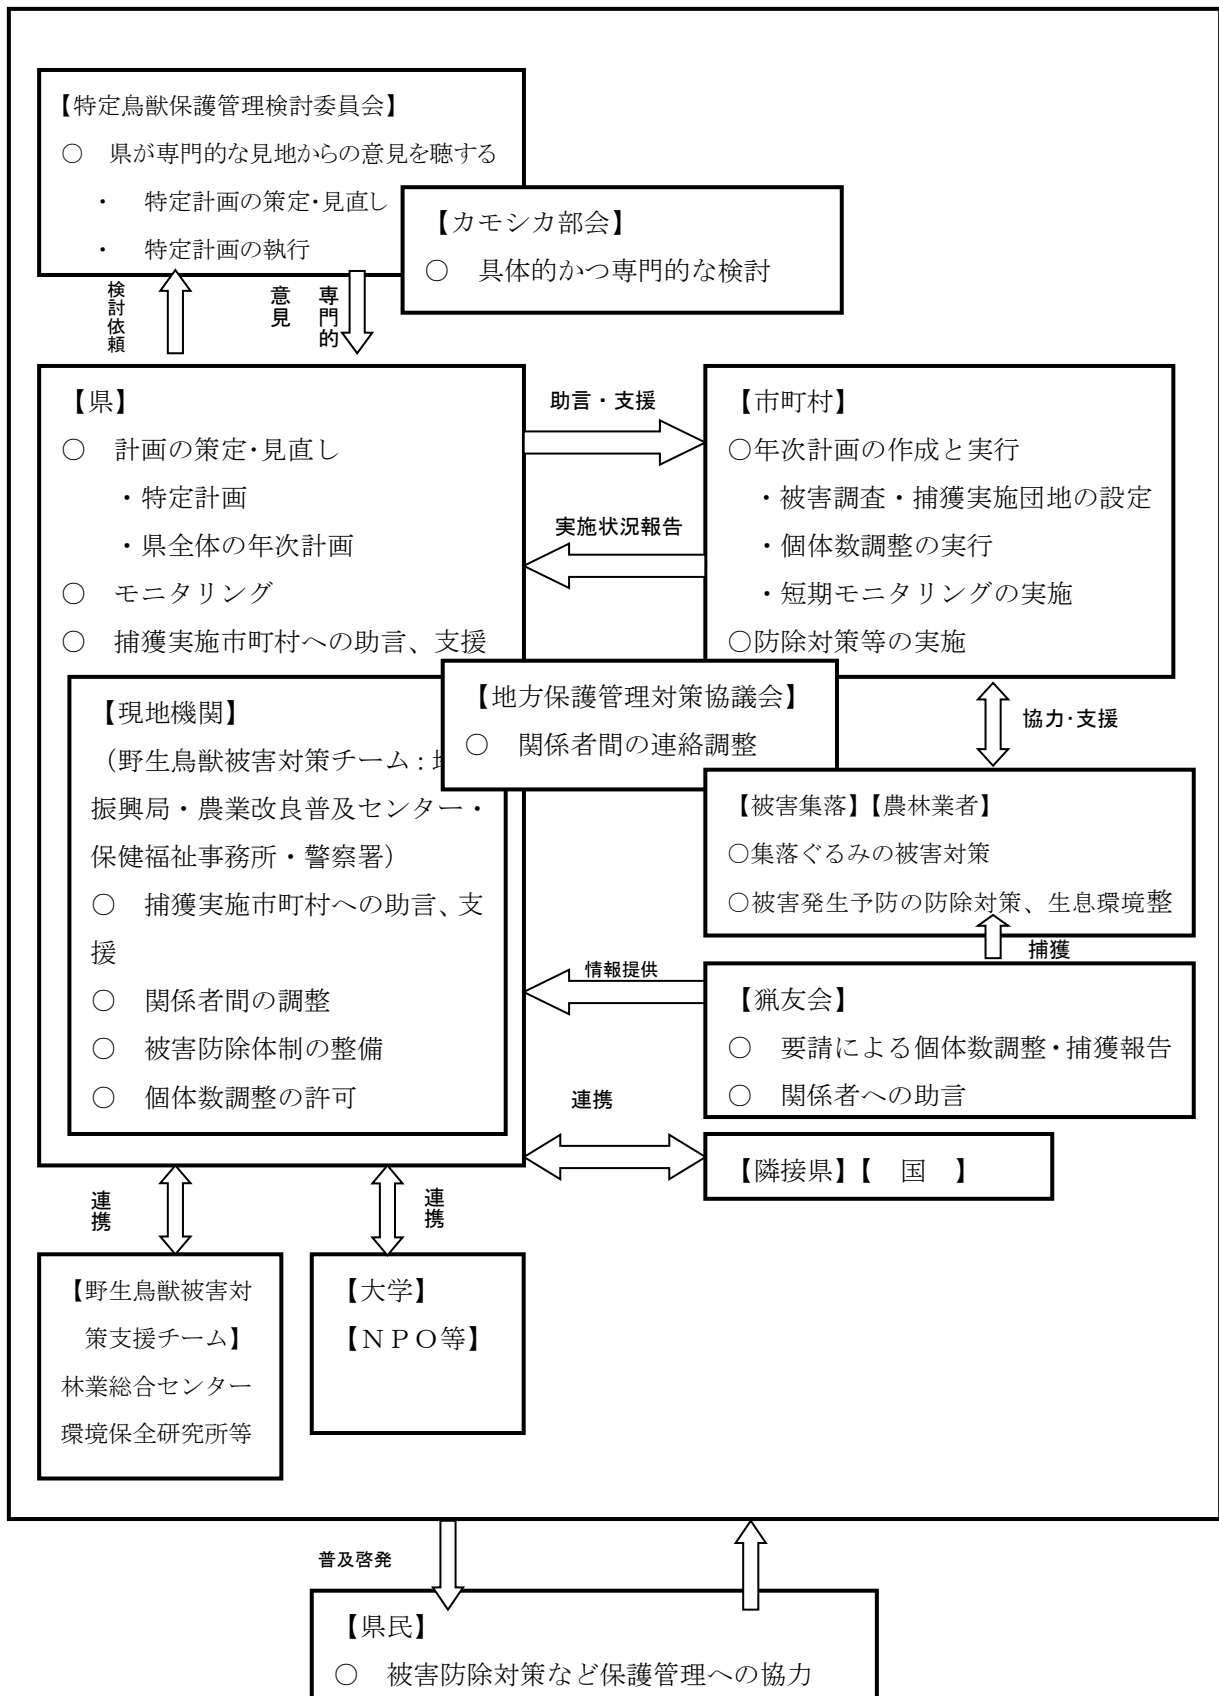 【特定鳥獣保護管理検討委員会】
○ 県が専門的な見地からの意見を聴する
・ 特定計画の策定・見直し
・ 特定計画の執行
【カモシカ部会】
○ 具体的かつ専門的な検討
検討依頼
専門的
意見
【県】
○ 計画の策定・見直し
・特定計画
・県全体の年次計画
○ モニタリング
○ 捕獲実施市町村への助言、支援
助言・支援
実施状況報告
【市町村】
○年次計画の作成と実行
・被害調査・捕獲実施団地の設定
・個体数調整の実行
・短期モニタリングの実施
○防除対策等の実施
【地方保護管理対策協議会】
○ 関係者間の連絡調整
【現地機関】
（野生鳥獣被害対策チーム：
振興局・農業改良普及センター・
保健福祉事務所・警察署）
○ 捕獲実施市町村への助言、支
援
○ 関係者間の調整
○ 被害防除体制の整備
○ 個体数調整の許可
協力・支援
【被害集落】【農林業者】
○集落ぐるみの被害対策
○被害発生予防の防除対策、生息環境整
捕獲
情報提供
【猟友会】
○ 要請による個体数調整・捕獲報告
○ 関係者への助言
連携
【隣接県】【 国 】
連携
連携
【野生鳥獣被害対
策支援チーム】
林業総合センター
環境保全研究所等
【大学】
【ＮＰＯ等】
普及啓発
【県民】
○ 被害防除対策など保護管理への協力